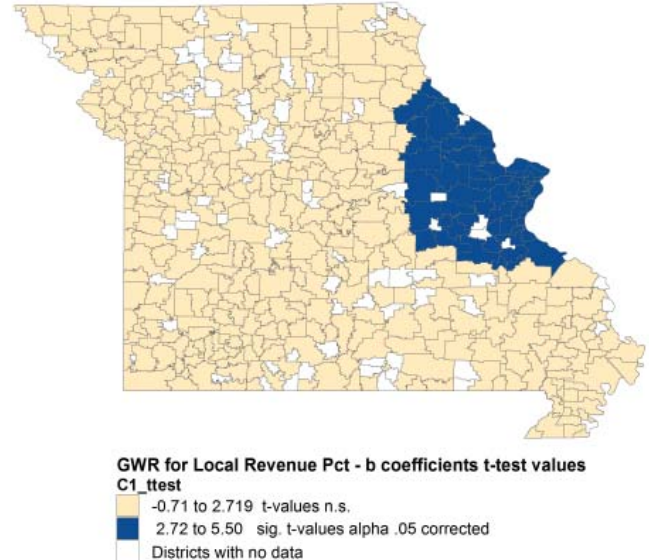 GWR for Local Revenue Pct - b coefficients t-test values
C1_ttest
-0.71 to 2.719 t-values n.s.
2.72 to 5.50 sig. t-values alpha .05 corrected
Districts with no data